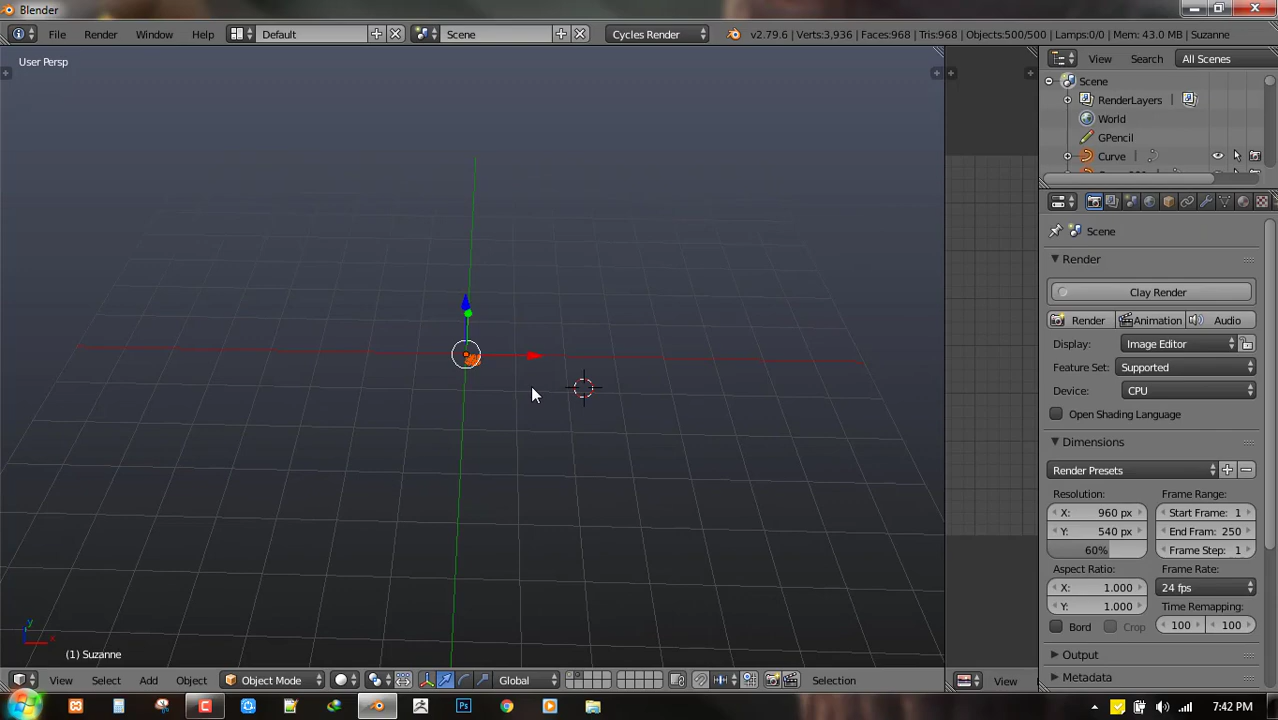 Blender
File Render Window Help Default Scene Cycles Render v2.79.6 | Verts:3,936 | Faces:968 | Tris:968 | Objects:500/500 | Lamps:0/0 | Mem: 43.0 MB | Suzanne
User Persp
View Search All Scenes
Scene
RenderLayers
World
GPencil
Curve
Scene
Render
Clay Render
Render Animation Audio
Display: Image Editor
Feature Set: Supported
Device: CPU
Open Shading Language
Dimensions
Render Presets
Resolution: Frame Range:
X: 960 px Start Frame: 1
Y: 540 px End Fram: 250
60% Frame Step: 1
Aspect Ratio: Frame Rate:
X: 1.000 24 fps
Y: 1.000 Time Remapping:
Bord Crop 100 100
Output
Metadata
y
x
(1) Suzanne
View Select Add Object Object Mode Global Selection View
Ps
7:42 PM